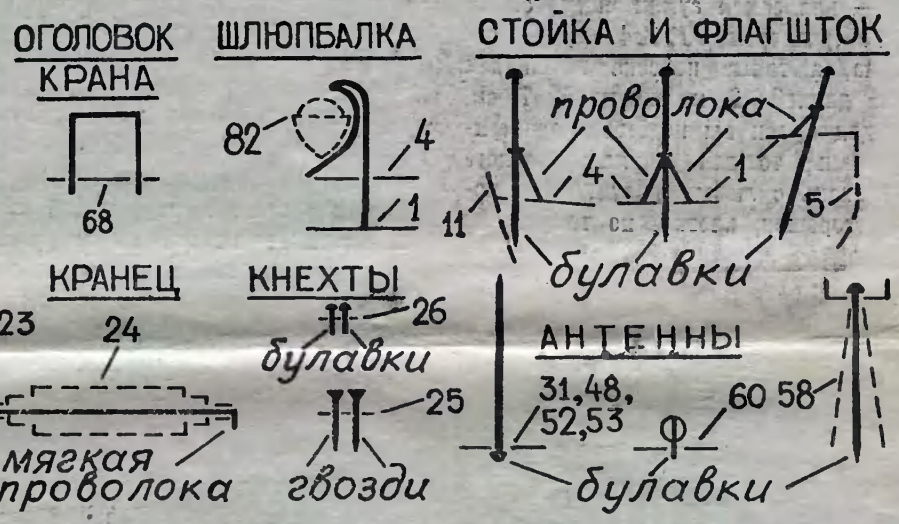 ОГОЛОВОК
КРАНА
68
ШЛЮПБАЛКА
82
4
1
СТОЙКА И ФЛАГШТОК
проволока
11
4
1
5
булавки
КРАНЕЦ
23
24
мягкая
проволока
КНЕХТЫ
26
булавки
25
гвозди
АНТЕННЫ
31,48,
52,53
60
58
булавки